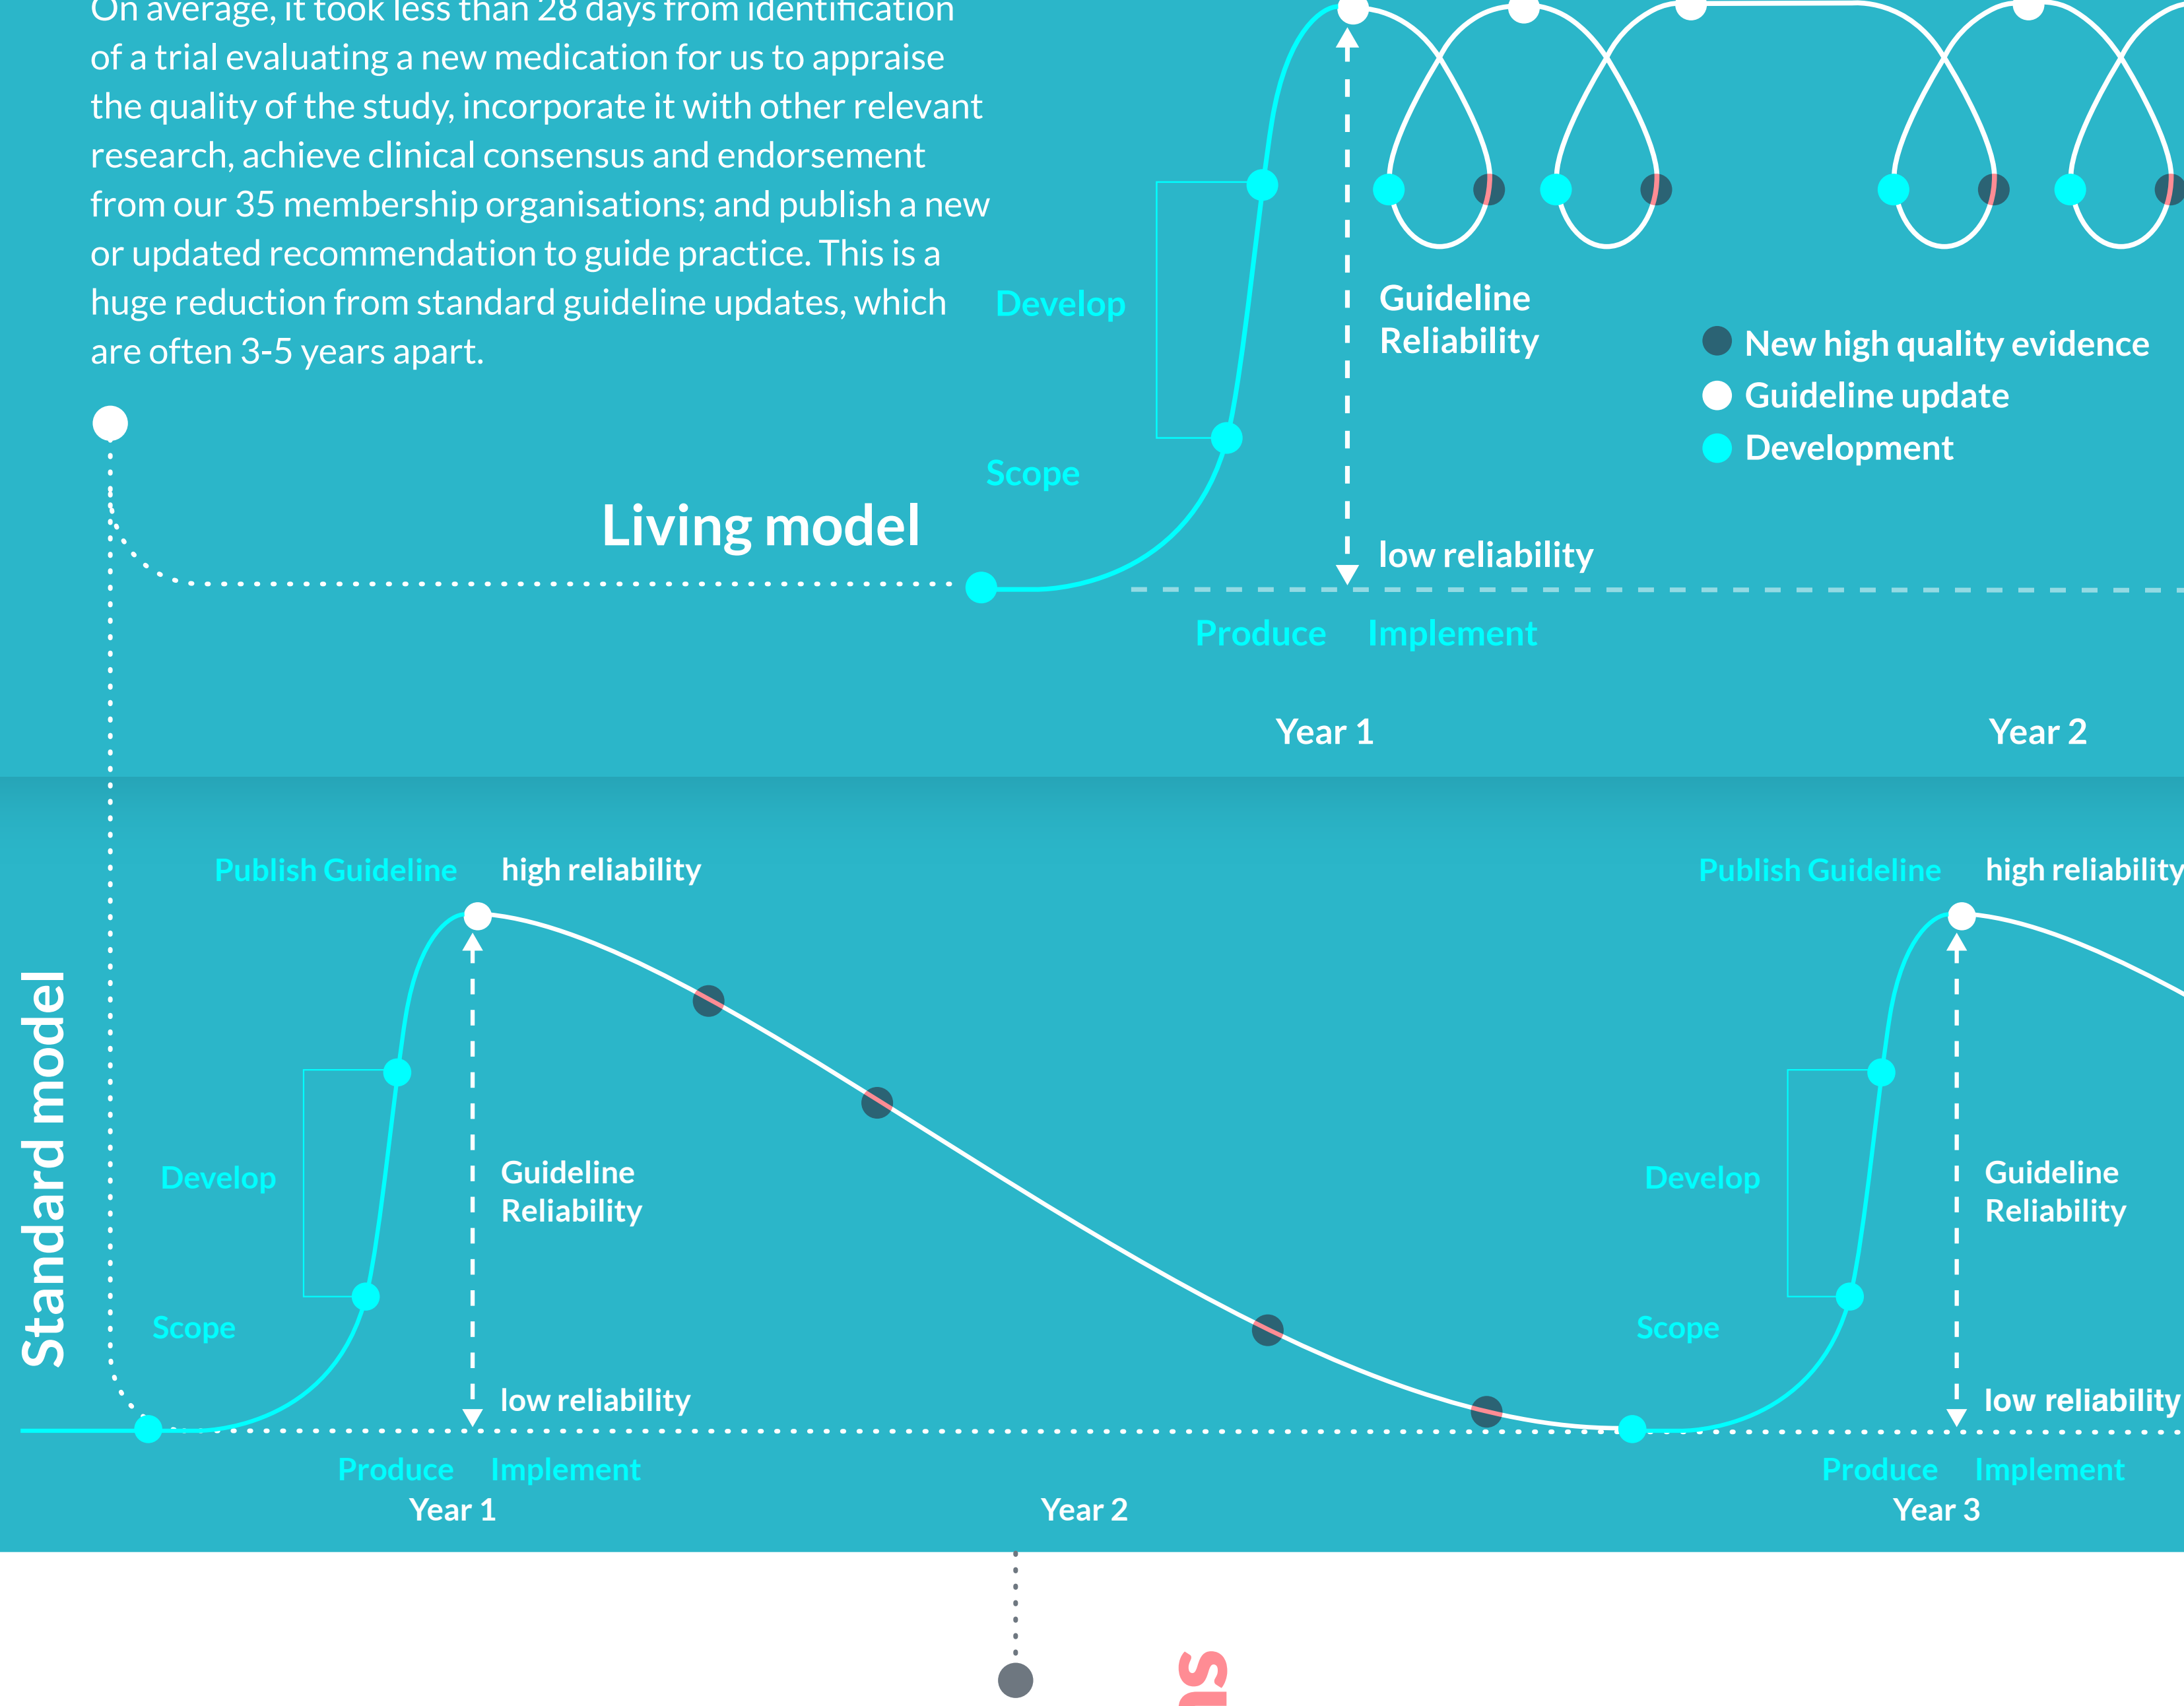 On average, it took less than 28 days from identification
of a trial evaluating a new medication for us to appraise
the quality of the study, incorporate it with other relevant
research, achieve clinical consensus and endorsement
from our 35 membership organisations; and publish a new
or updated recommendation to guide practice. This is a
huge reduction from standard guideline updates, which
are often 3-5 years apart.
Living model
Develop
Scope
Guideline
Reliability
low reliability
New high quality evidence
Guideline update
Development
Produce
Implement
Year 1
Year 2
Standard model
Publish Guideline
high reliability
Develop
Guideline
Reliability
Scope
low reliability
Produce
Implement
Year 1
Year 2
Publish Guideline
high reliability
Develop
Guideline
Reliability
Scope
low reliability
Produce
Implement
Year 3